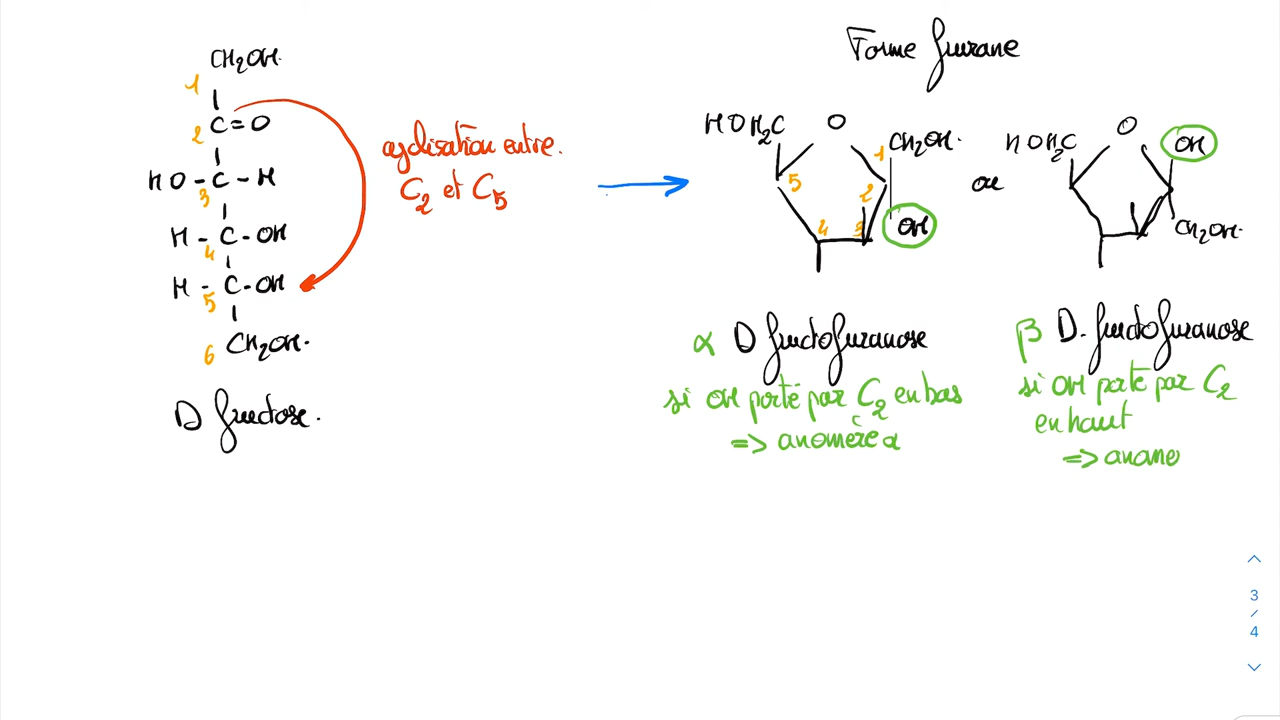 CH2OH.
1
2 C=O
HO-C-H
3
H-C-OH
4
H-C-OH
5
6 CH2OH.
D fructose.
cyclisation entre.
C2 et C5
Forme furane
HOH2C O
1 CH2OH.
5 2
4 3 OH
ou
HOH2C O OH
CH2OH.
α D fructofuranose
si OH porté par C2 en bas
=> anomère α
β D. fructofuranose
si OH porté par C2
en haut
=> anome
3
/
4